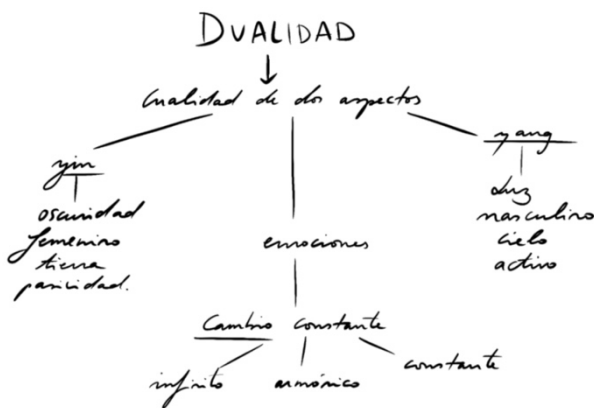 DUALIDAD
Cualidad de dos aspectos
yin
yang
oscuridad
femenino
tierra
pasividad.
emociones
Luz
masculino
cielo
activo
Cambio constante
infinito
armónico
constante